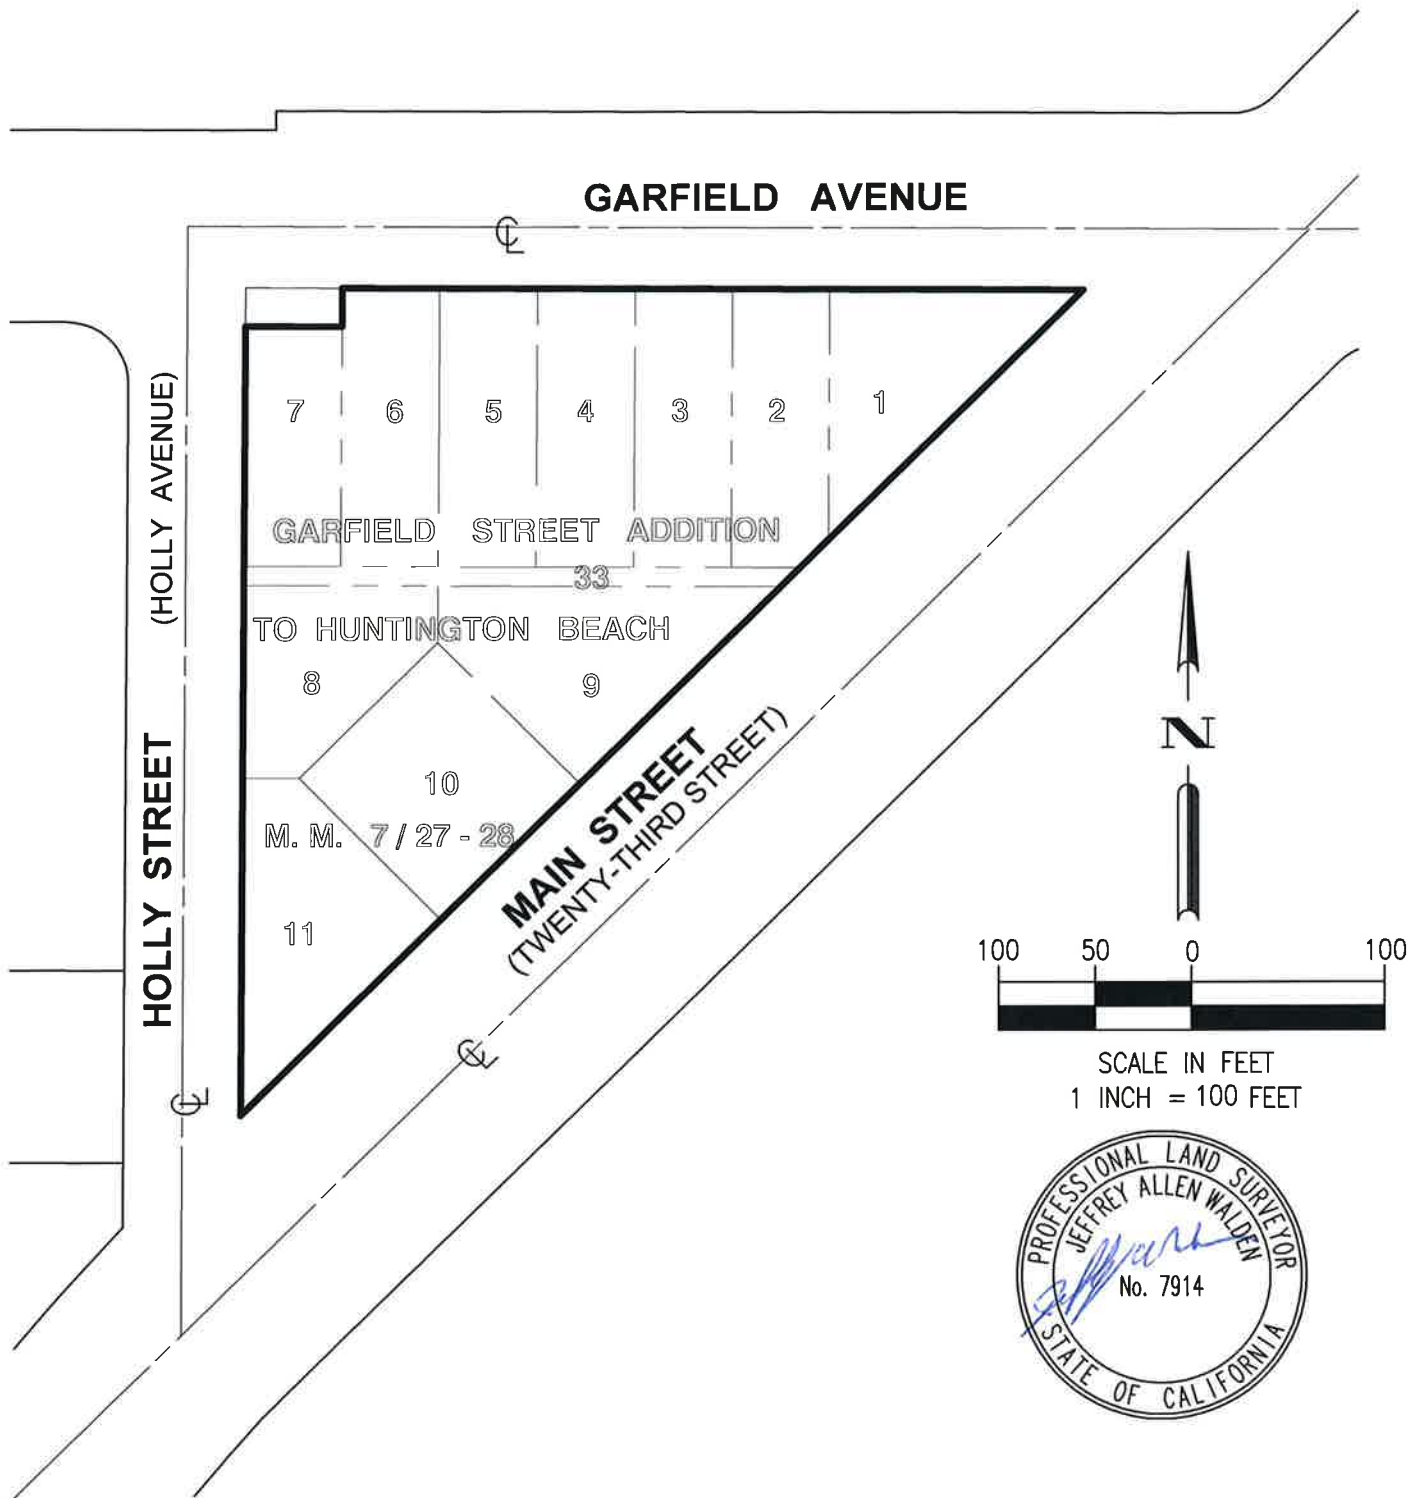 GARFIELD AVENUE
℄
(HOLLY AVENUE)
7 6 5 4 3 2 1
GARFIELD STREET ADDITION
33
TO HUNTINGTON BEACH
8 9
10
M. M. 7 / 27 - 28
11
HOLLY STREET
℄
MAIN STREET
(TWENTY-THIRD STREET)
℄
N
100 50 0 100
SCALE IN FEET
1 INCH = 100 FEET
PROFESSIONAL LAND SURVEYOR
JEFFREY ALLEN WALDEN
No. 7914
STATE OF CALIFORNIA